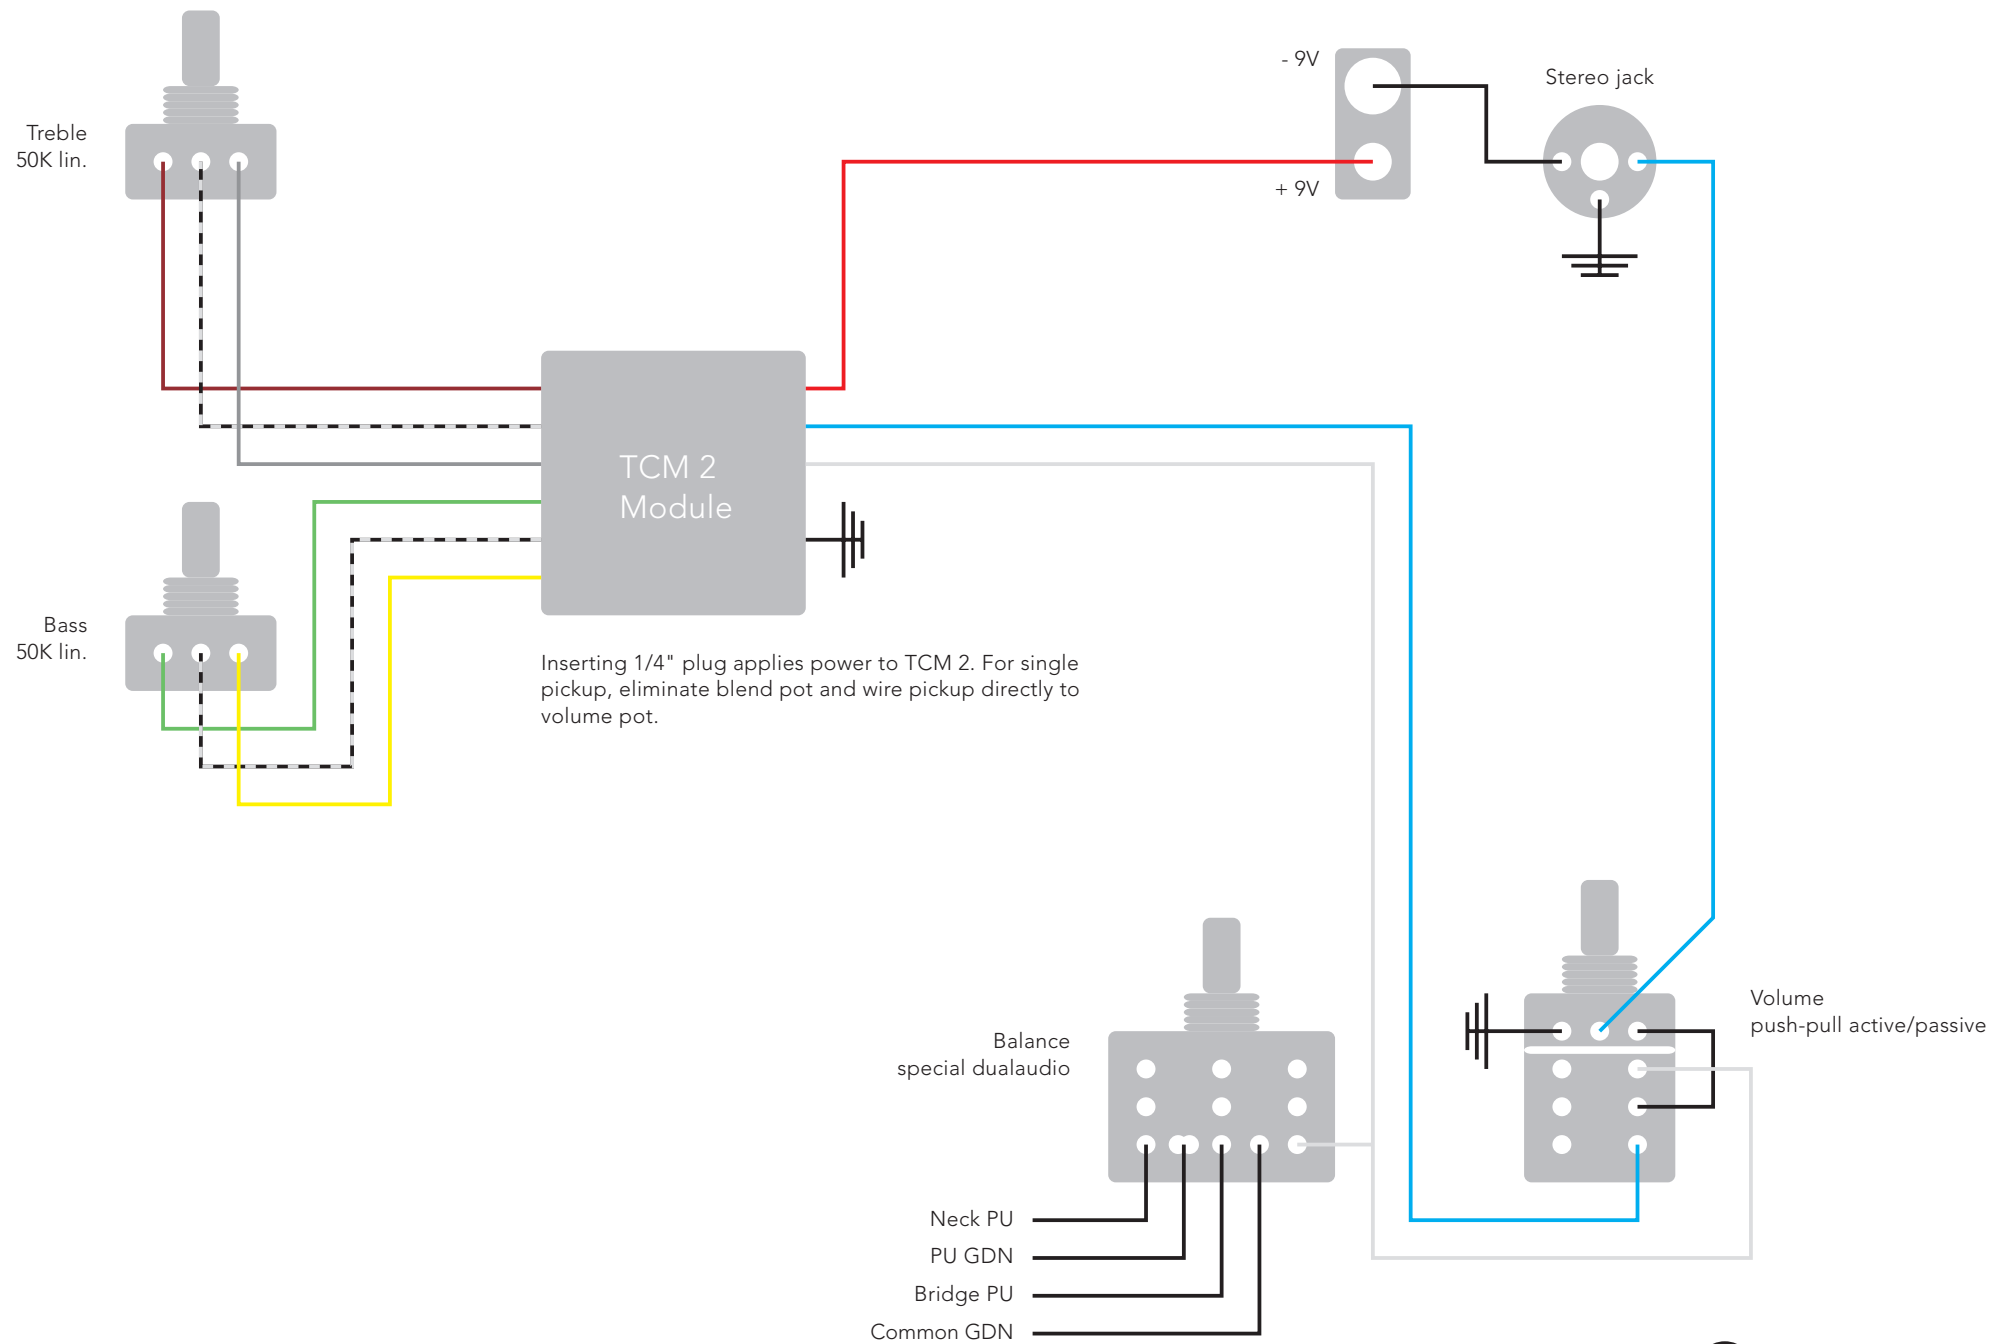 - 9V
Stereo jack
Treble
50K lin.
+ 9V
TCM 2
Module
Bass
50K lin.
Inserting 1/4" plug applies power to TCM 2. For single
pickup, eliminate blend pot and wire pickup directly to
volume pot.
Volume
push-pull active/passive
Balance
special dualaudio
Neck PU
PU GDN
Bridge PU
Common GDN